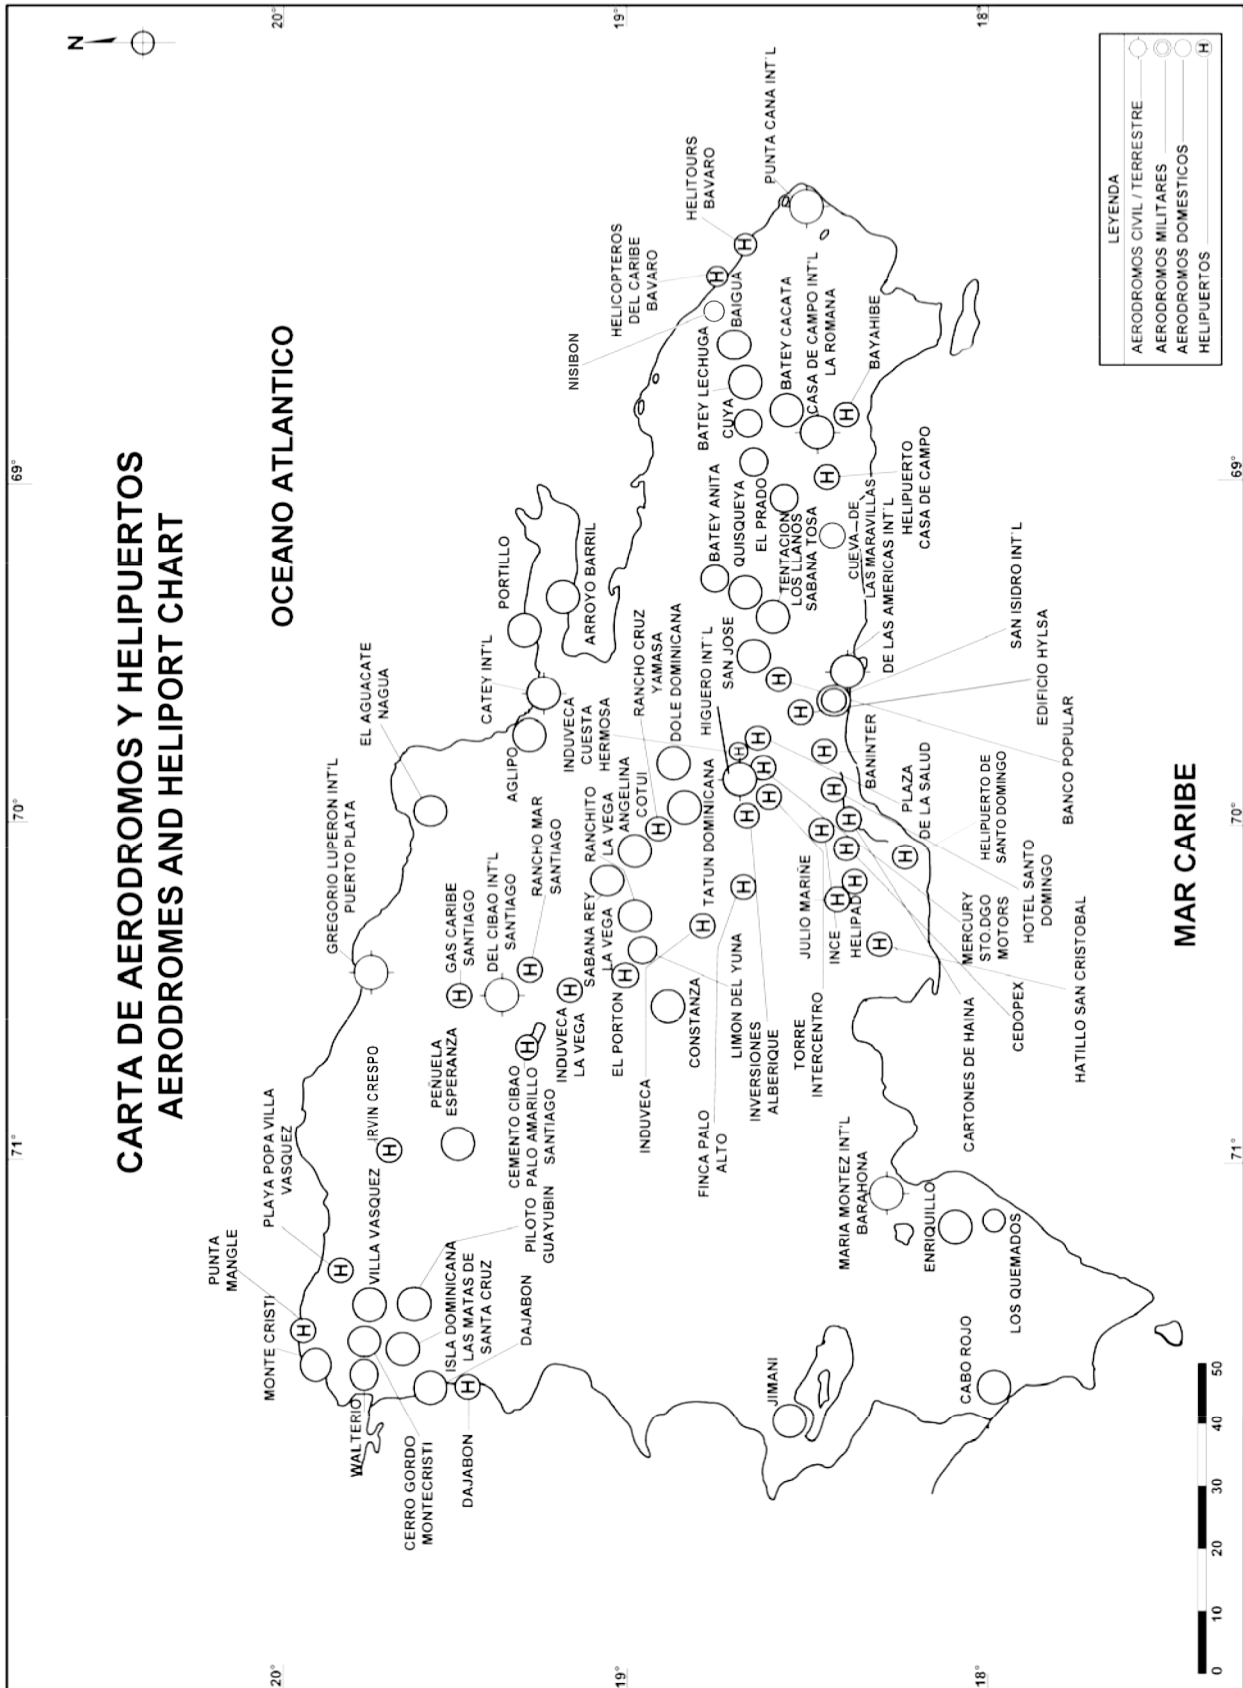 CARTA DE AERODROMOS Y HELIPUERTOS
AERODROMES AND HELIPORT CHART
N
OCEANO ATLANTICO
MAR CARIBE
71°
70°
69°
20°
19°
18°
20°
19°
18°
71°
70°
69°
PUNTA
MANGLE
PLAYA POPA VILLA
VASQUEZ
MONTE CRISTI
VILLA VASQUEZ
IRVIN CRESPO
WALTERIO
CERRO GORDO
MONTECRISTI
ISLA DOMINICANA
LAS MATAS DE
SANTA CRUZ
PILOTO
GUAYUBIN
DAJABON
DAJABON
PEÑUELA
ESPERANZA
GREGORIO LUPERON INT'L
PUERTO PLATA
GAS CARIBE
SANTIAGO
DEL CIBAO INT'L
SANTIAGO
RANCHO MAR
SANTIAGO
CEMENTO CIBAO
PALO AMARILLO
SANTIAGO
INDUVECA
LA VEGA
EL AGUACATE
NAGUA
CATEY INT'L
AGLIPO
PORTILLO
ARROYO BARRIL
INDUVECA
CUESTA
HERMOSA
SABANA REY
LA VEGA
RANCHITO
LA VEGA
ANGELINA
COTUI
RANCHO CRUZ
YAMASA
DOLE DOMINICANA
EL PORTON
CONSTANZA
INDUVECA
LIMON DEL YUNA
TATUN DOMINICANA
FINCA PALO
ALTO
INVERSIONES
ALBERIQUE
HIGUERO INT'L
SAN JOSE
BATEY ANITA
QUISQUEYA
EL PRADO
TENTACION
LOS LLANOS
SABANA TOSA
CUYA
BATEY LECHUGA
BAIGUA
NISIBON
HELICOPTEROS
DEL CARIBE
BAVARO
HELITOURS
BAVARO
PUNTA CANA INT'L
BATEY CACATA
CASA DE CAMPO INT'L
LA ROMANA
BAYAHIBE
HELIPUERTO
CASA DE CAMPO
CUEVA DE
LAS MARAVILLAS
DE LAS AMERICAS INT'L
SAN ISIDRO INT'L
EDIFICIO HYLSA
BANCO POPULAR
BANINTER
PLAZA
DE LA SALUD
HELIPUERTO DE
SANTO DOMINGO
HOTEL SANTO
DOMINGO
MERCURY
STO.DGO
MOTORS
JULIO MARIÑE
INCE
HELIPAD
TORRE
INTERCENTRO
CARTONES DE HAINA
CEDOPEX
HATILLO SAN CRISTOBAL
MARIA MONTEZ INT'L
BARAHONA
ENRIQUILLO
LOS QUEMADOS
CABO ROJO
JIMANI
LEYENDA
AERODROMOS CIVIL / TERRESTRE
AERODROMOS MILITARES
AERODROMOS DOMESTICOS
HELIPUERTOS H
0 10 20 30 40 50